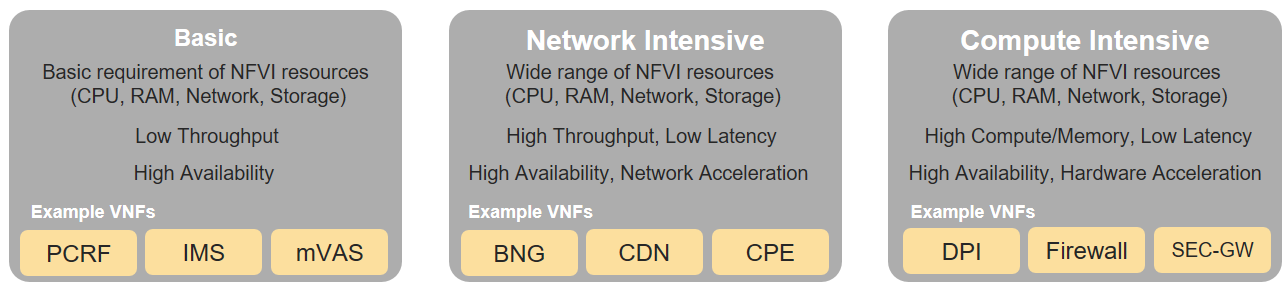 Basic
Basic requirement of NFVI resources
(CPU, RAM, Network, Storage)
Low Throughput
High Availability
Example VNFs
PCRF
IMS
mVAS
Network Intensive
Wide range of NFVI resources
(CPU, RAM, Network, Storage)
High Throughput, Low Latency
High Availability, Network Acceleration
Example VNFs
BNG
CDN
CPE
Compute Intensive
Wide range of NFVI resources
(CPU, RAM, Network, Storage)
High Compute/Memory, Low Latency
High Availability, Hardware Acceleration
Example VNFs
DPI
Firewall
SEC-GW